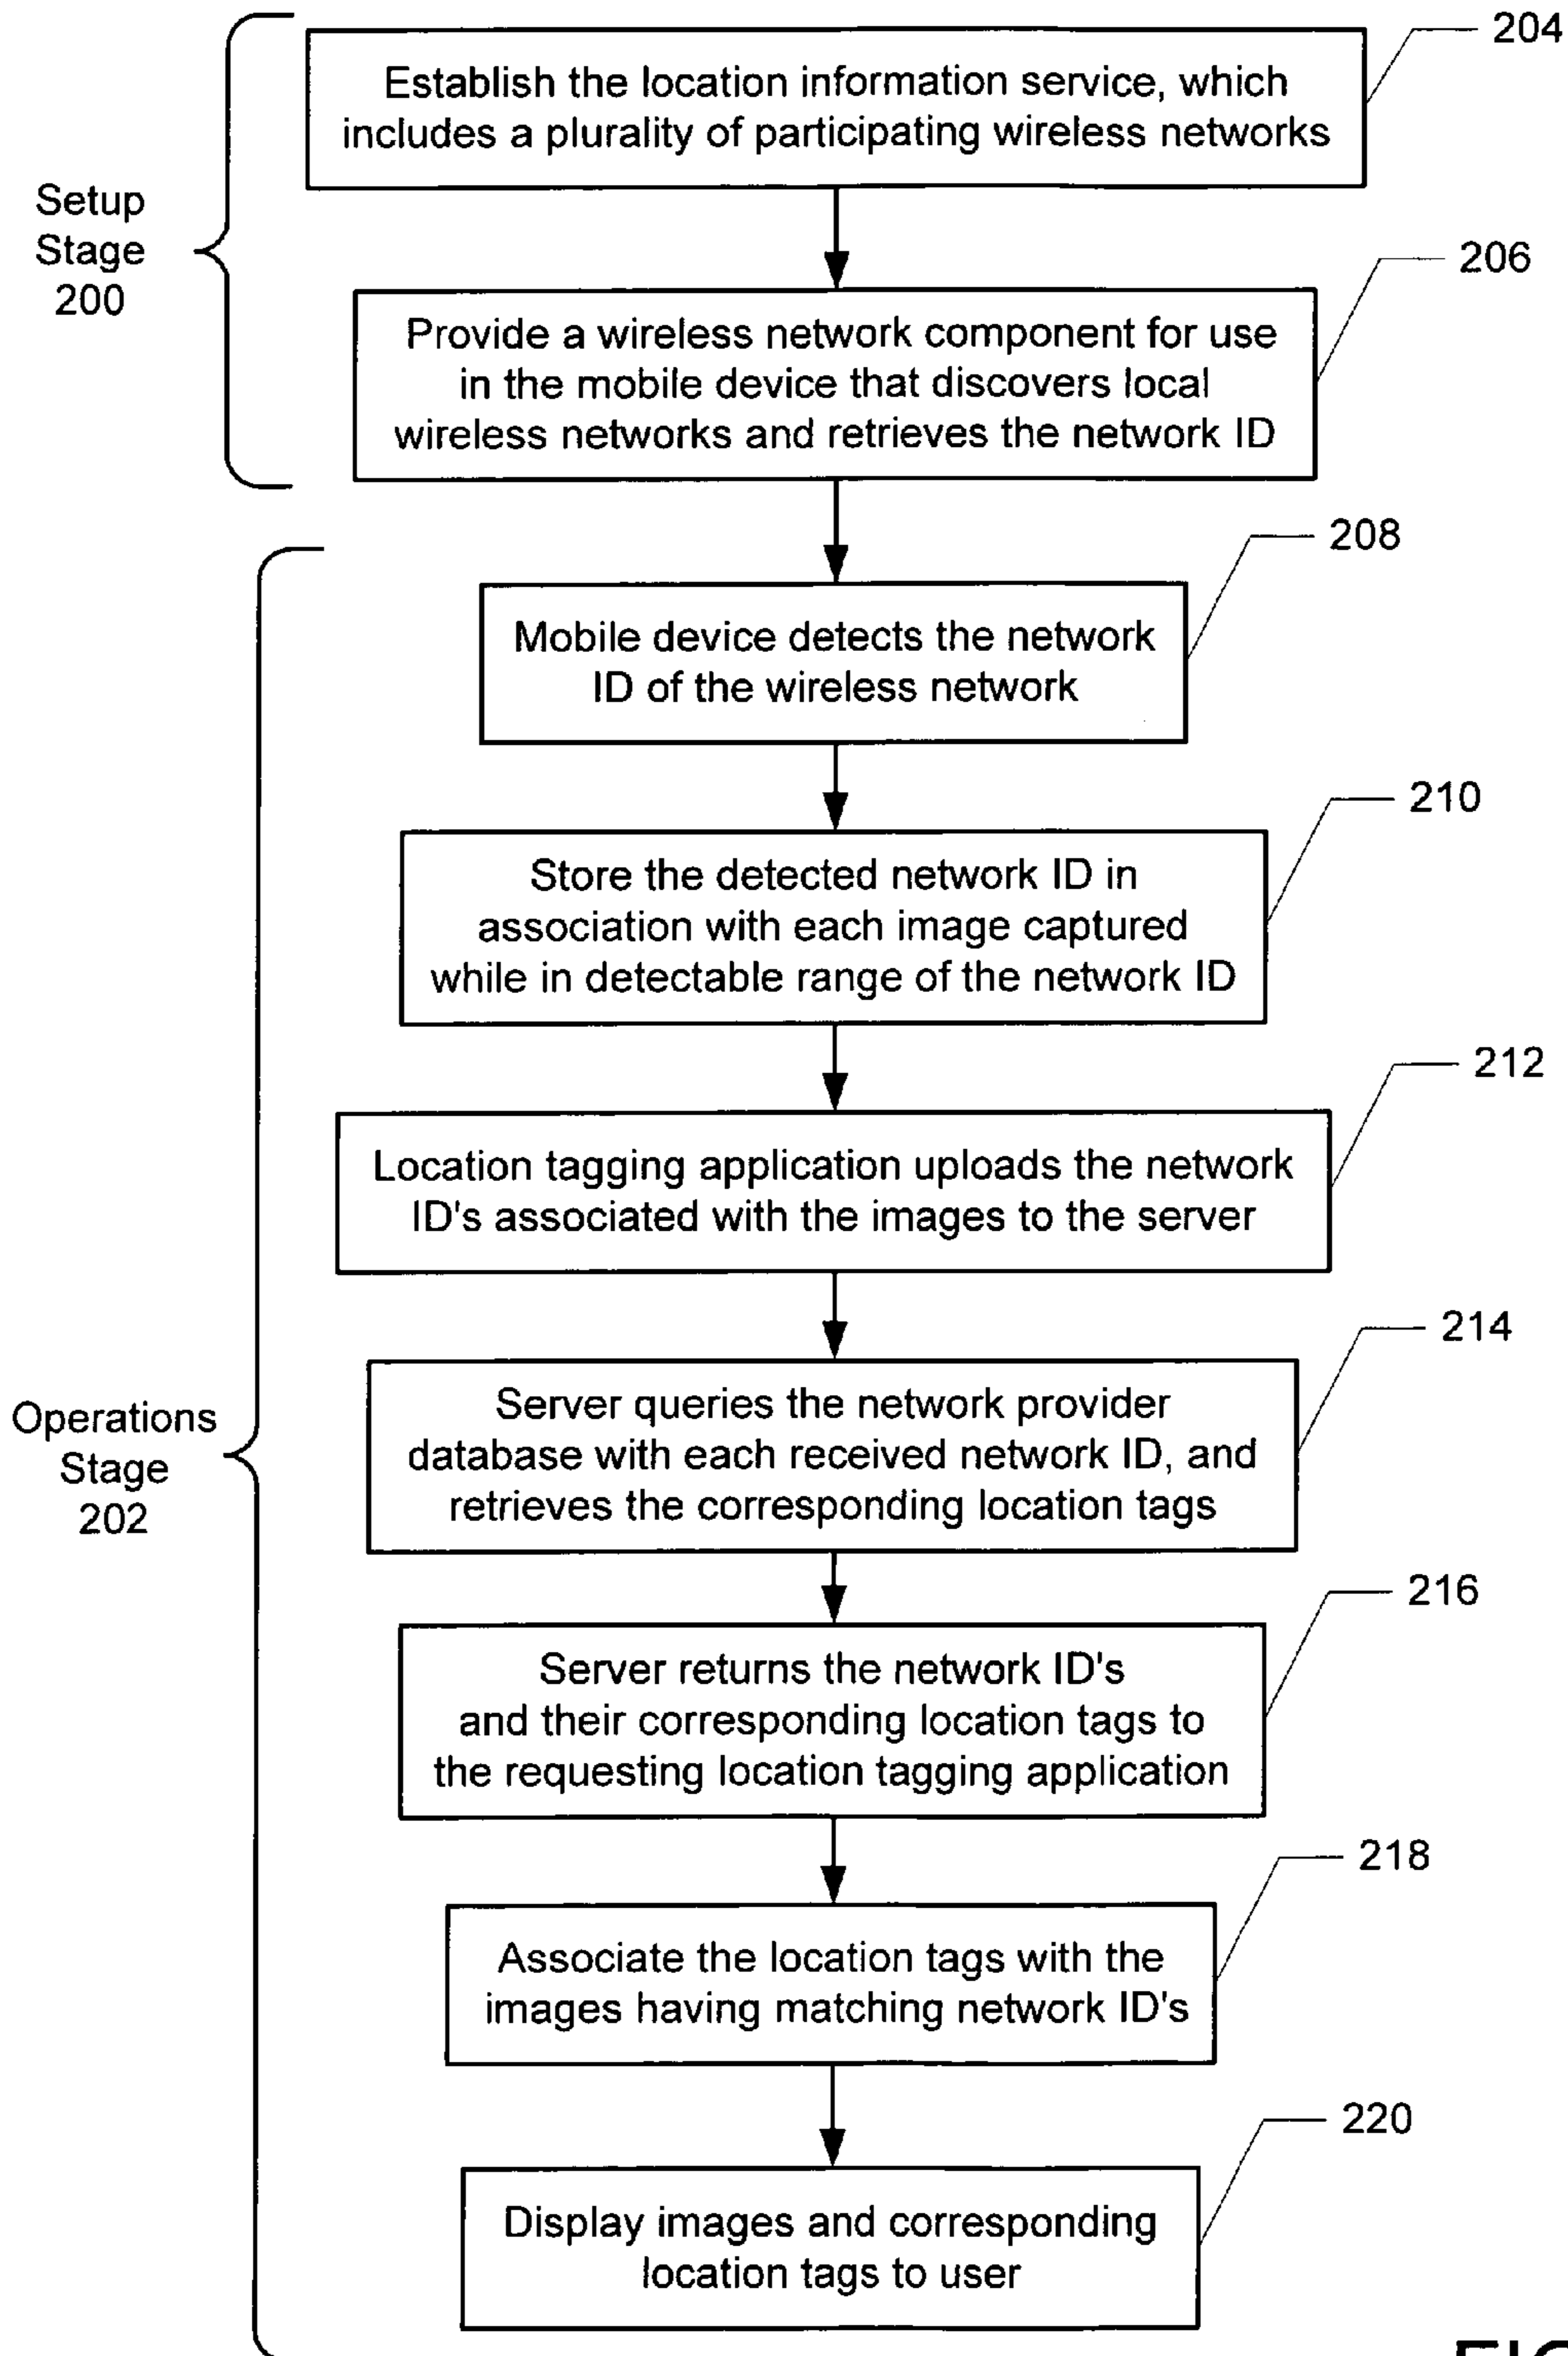 204
Establish the location information service, which
includes a plurality of participating wireless networks
Setup
Stage
200
206
Provide a wireless network component for use
in the mobile device that discovers local
wireless networks and retrieves the network ID
208
Mobile device detects the network
ID of the wireless network
210
Store the detected network ID in
association with each image captured
while in detectable range of the network ID
212
Location tagging application uploads the network
ID's associated with the images to the server
214
Server queries the network provider
database with each received network ID, and
retrieves the corresponding location tags
Operations
Stage
202
216
Server returns the network ID's
and their corresponding location tags to
the requesting location tagging application
218
Associate the location tags with the
images having matching network ID's
220
Display images and corresponding
location tags to user